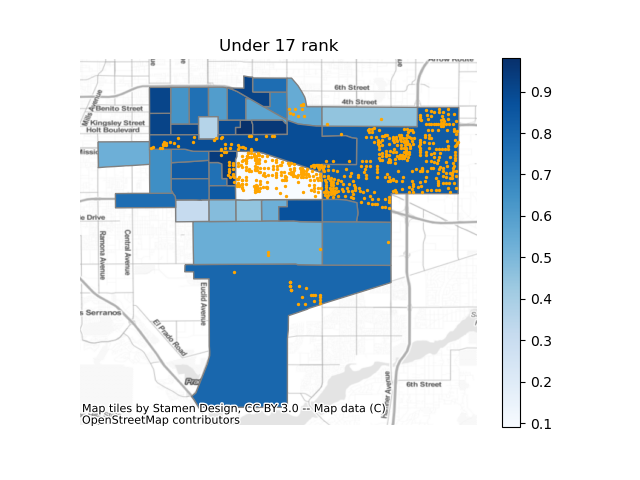 Under 17 rank
Arrow Route
6th Street
4th Street
Benito Street
Kingsley Street
Holt Boulevard
Mills Avenue
e Drive
Ramona Avenue
Central Avenue
Euclid Avenue
s Serranos
El Prado Road
6th Street
Map tiles by Stamen Design, CC BY 3.0 -- Map data (C)
OpenStreetMap contributors
0.9
0.8
0.7
0.6
0.5
0.4
0.3
0.2
0.1